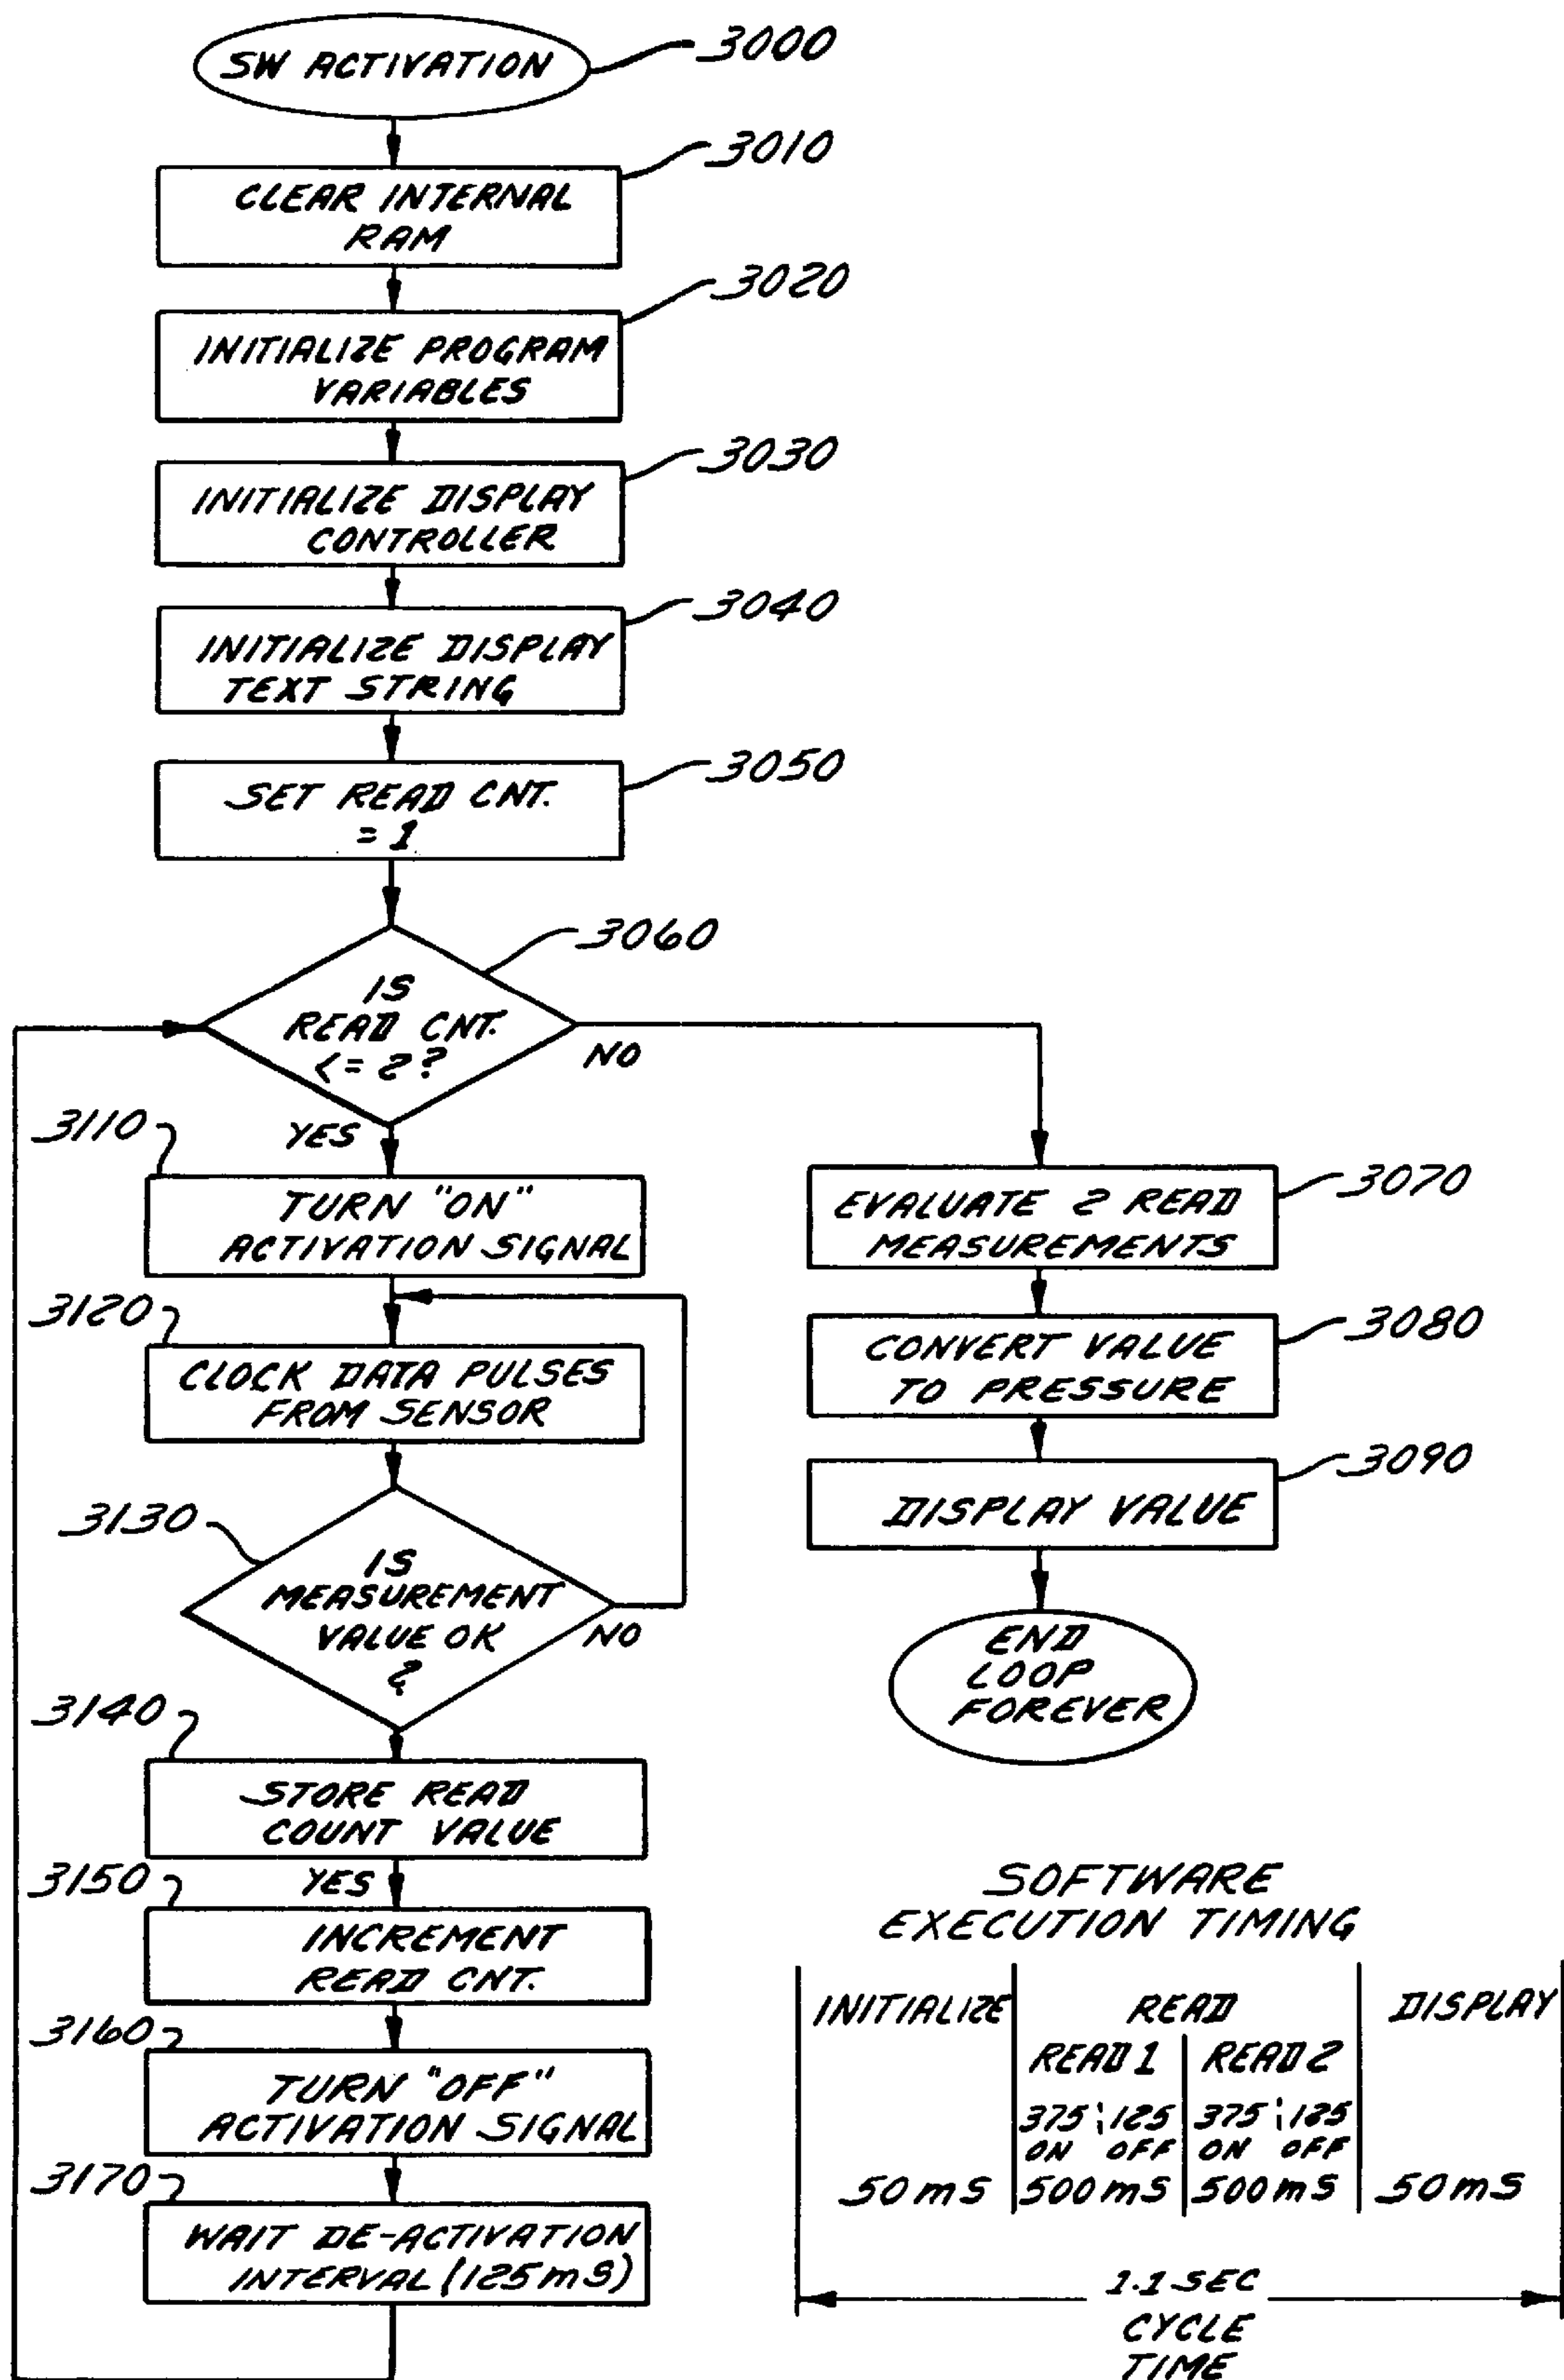 SW ACTIVATION
3000
3010
CLEAR INTERNAL
RAM
3020
INITIALIZE PROGRAM
VARIABLES
3030
INITIALIZE DISPLAY
CONTROLLER
3040
INITIALIZE DISPLAY
TEXT STRING
3050
SET READ CNT.
= 1
3060
IS
READ CNT.
<= 2?
NO
YES
3110
TURN "ON"
ACTIVATION SIGNAL
3120
CLOCK DATA PULSES
FROM SENSOR
3130
IS
MEASUREMENT
VALUE OK
?
NO
3140
STORE READ
COUNT VALUE
3150
YES
INCREMENT
READ CNT.
3160
TURN "OFF"
ACTIVATION SIGNAL
3170
WAIT DE-ACTIVATION
INTERVAL (125mS)
3070
EVALUATE 2 READ
MEASUREMENTS
3080
CONVERT VALUE
TO PRESSURE
3090
DISPLAY VALUE
END
LOOP
FOREVER
SOFTWARE
EXECUTION TIMING
INITIALIZE READ DISPLAY
READ 1 READ 2
375 125 375 125
ON OFF ON OFF
50mS 500mS 500mS 50mS
1.1 SEC
CYCLE
TIME